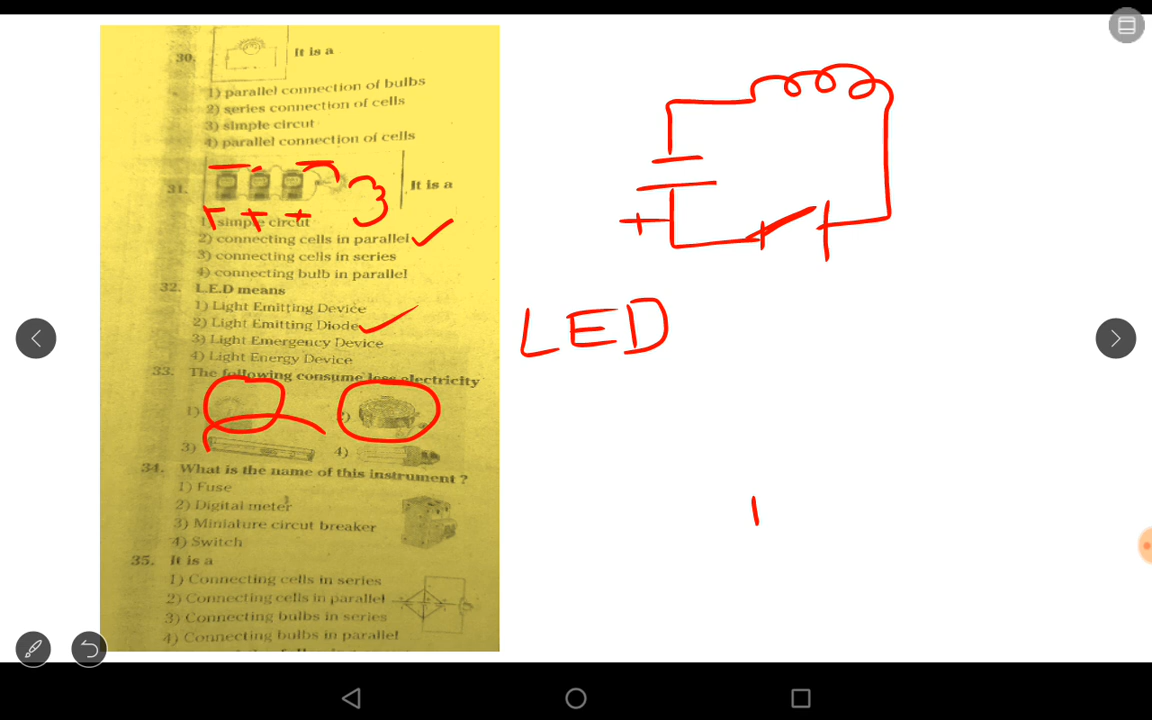 30. It is a
1) parallel connection of bulbs
2) series connection of cells
3) simple circut
4) parallel connection of cells
31. It is a
3
1) simple circut
2) connecting cells in parallel
3) connecting cells in series
4) connecting bulb in parallel
32. L.E.D means
1) Light Emitting Device
2) Light Emitting Diode
3) Light Emergency Device
4) Light Energy Device
LED
33. The following consume less electricity
1)
2)
3)
4)
34. What is the name of this instrument ?
1) Fuse
2) Digital meter
3) Miniature circut breaker
4) Switch
35. It is a
1) Connecting cells in series
2) Connecting cells in parallel
3) Connecting bulbs in series
4) Connecting bulbs in parallel